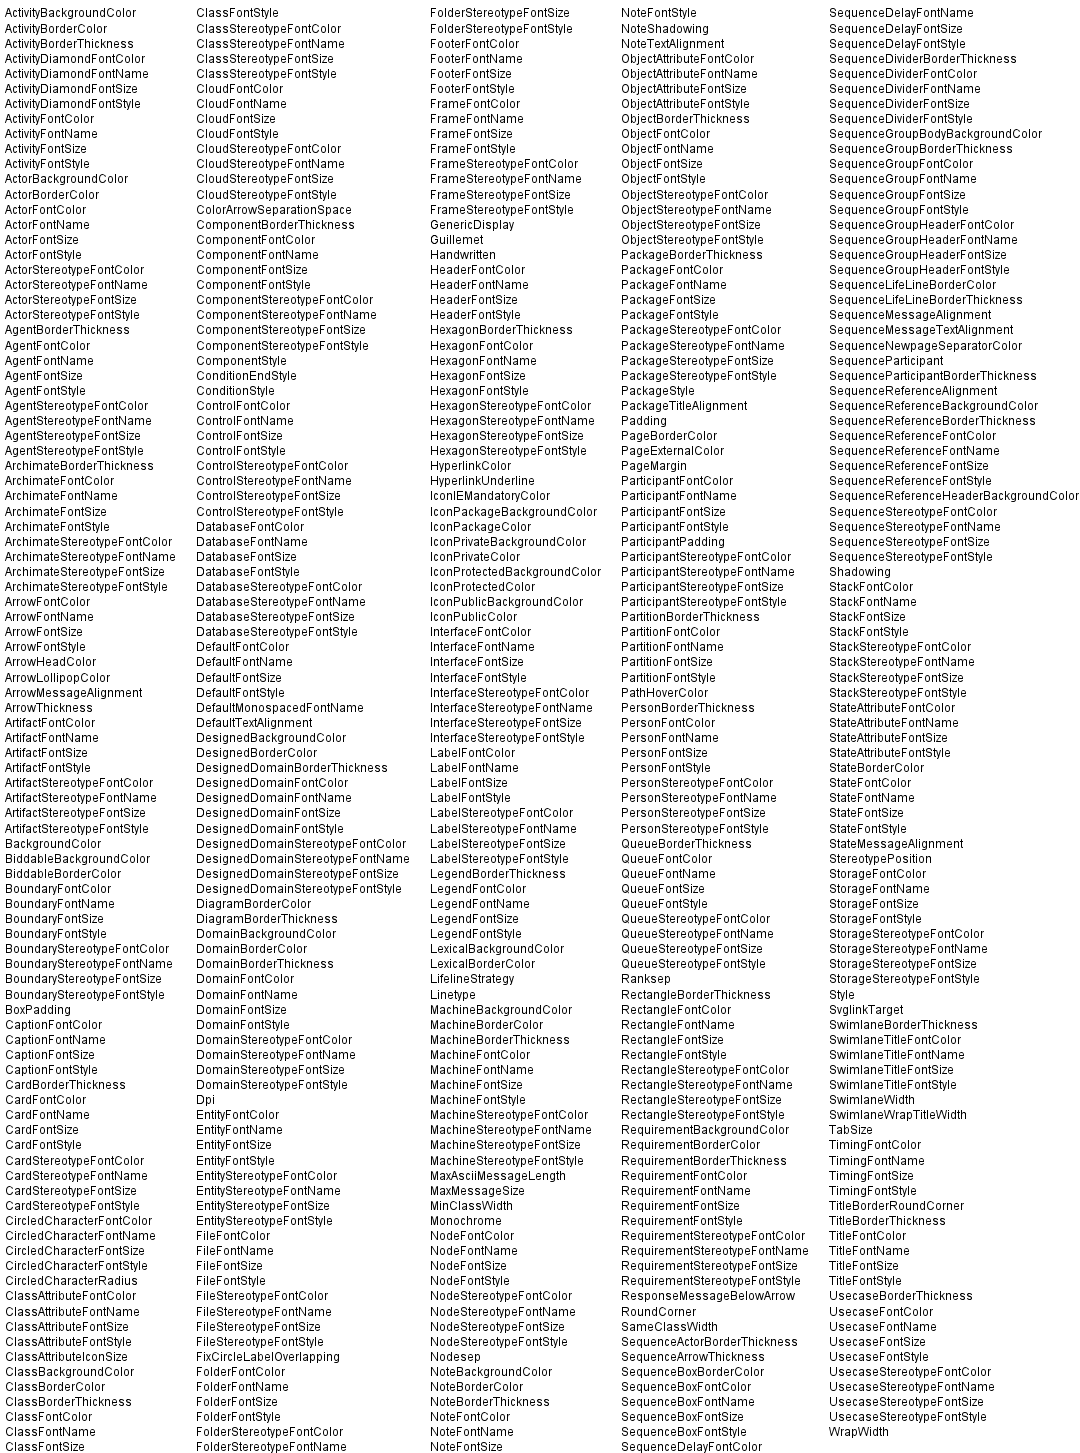 ActivityBackgroundColor
ActivityBorderColor
ActivityBorderThickness
ActivityDiamondFontColor
ActivityDiamondFontName
ActivityDiamondFontSize
ActivityDiamondFontStyle
ActivityFontColor
ActivityFontName
ActivityFontSize
ActivityFontStyle
ActorBackgroundColor
ActorBorderColor
ActorFontColor
ActorFontName
ActorFontSize
ActorFontStyle
ActorStereotypeFontColor
ActorStereotypeFontName
ActorStereotypeFontSize
ActorStereotypeFontStyle
AgentBorderThickness
AgentFontColor
AgentFontName
AgentFontSize
AgentFontStyle
AgentStereotypeFontColor
AgentStereotypeFontName
AgentStereotypeFontSize
AgentStereotypeFontStyle
ArchimateBorderThickness
ArchimateFontColor
ArchimateFontName
ArchimateFontSize
ArchimateFontStyle
ArchimateStereotypeFontColor
ArchimateStereotypeFontName
ArchimateStereotypeFontSize
ArchimateStereotypeFontStyle
ArrowFontColor
ArrowFontName
ArrowFontSize
ArrowFontStyle
ArrowHeadColor
ArrowLollipopColor
ArrowMessageAlignment
ArrowThickness
ArtifactFontColor
ArtifactFontName
ArtifactFontSize
ArtifactFontStyle
ArtifactStereotypeFontColor
ArtifactStereotypeFontName
ArtifactStereotypeFontSize
ArtifactStereotypeFontStyle
BackgroundColor
BiddableBackgroundColor
BiddableBorderColor
BoundaryFontColor
BoundaryFontName
BoundaryFontSize
BoundaryFontStyle
BoundaryStereotypeFontColor
BoundaryStereotypeFontName
BoundaryStereotypeFontSize
BoundaryStereotypeFontStyle
BoxPadding
CaptionFontColor
CaptionFontName
CaptionFontSize
CaptionFontStyle
CardBorderThickness
CardFontColor
CardFontName
CardFontSize
CardFontStyle
CardStereotypeFontColor
CardStereotypeFontName
CardStereotypeFontSize
CardStereotypeFontStyle
CircledCharacterFontColor
CircledCharacterFontName
CircledCharacterFontSize
CircledCharacterFontStyle
CircledCharacterRadius
ClassAttributeFontColor
ClassAttributeFontName
ClassAttributeFontSize
ClassAttributeFontStyle
ClassAttributeIconSize
ClassBackgroundColor
ClassBorderColor
ClassBorderThickness
ClassFontColor
ClassFontName
ClassFontSize
ClassFontStyle
ClassStereotypeFontColor
ClassStereotypeFontName
ClassStereotypeFontSize
ClassStereotypeFontStyle
CloudFontColor
CloudFontName
CloudFontSize
CloudFontStyle
CloudStereotypeFontColor
CloudStereotypeFontName
CloudStereotypeFontSize
CloudStereotypeFontStyle
ColorArrowSeparationSpace
ComponentBorderThickness
ComponentFontColor
ComponentFontName
ComponentFontSize
ComponentFontStyle
ComponentStereotypeFontColor
ComponentStereotypeFontName
ComponentStereotypeFontSize
ComponentStereotypeFontStyle
ComponentStyle
ConditionEndStyle
ConditionStyle
ControlFontColor
ControlFontName
ControlFontSize
ControlFontStyle
ControlStereotypeFontColor
ControlStereotypeFontName
ControlStereotypeFontSize
ControlStereotypeFontStyle
DatabaseFontColor
DatabaseFontName
DatabaseFontSize
DatabaseFontStyle
DatabaseStereotypeFontColor
DatabaseStereotypeFontName
DatabaseStereotypeFontSize
DatabaseStereotypeFontStyle
DefaultFontColor
DefaultFontName
DefaultFontSize
DefaultFontStyle
DefaultMonospacedFontName
DefaultTextAlignment
DesignedBackgroundColor
DesignedBorderColor
DesignedDomainBorderThickness
DesignedDomainFontColor
DesignedDomainFontName
DesignedDomainFontSize
DesignedDomainFontStyle
DesignedDomainStereotypeFontColor
DesignedDomainStereotypeFontName
DesignedDomainStereotypeFontSize
DesignedDomainStereotypeFontStyle
DiagramBorderColor
DiagramBorderThickness
DomainBackgroundColor
DomainBorderColor
DomainBorderThickness
DomainFontColor
DomainFontName
DomainFontSize
DomainFontStyle
DomainStereotypeFontColor
DomainStereotypeFontName
DomainStereotypeFontSize
DomainStereotypeFontStyle
Dpi
EntityFontColor
EntityFontName
EntityFontSize
EntityFontStyle
EntityStereotypeFontColor
EntityStereotypeFontName
EntityStereotypeFontSize
EntityStereotypeFontStyle
FileFontColor
FileFontName
FileFontSize
FileFontStyle
FileStereotypeFontColor
FileStereotypeFontName
FileStereotypeFontSize
FileStereotypeFontStyle
FixCircleLabelOverlapping
FolderFontColor
FolderFontName
FolderFontSize
FolderFontStyle
FolderStereotypeFontColor
FolderStereotypeFontName
FolderStereotypeFontSize
FolderStereotypeFontStyle
FooterFontColor
FooterFontName
FooterFontSize
FooterFontStyle
FrameFontColor
FrameFontName
FrameFontSize
FrameFontStyle
FrameStereotypeFontColor
FrameStereotypeFontName
FrameStereotypeFontSize
FrameStereotypeFontStyle
GenericDisplay
Guillemet
Handwritten
HeaderFontColor
HeaderFontName
HeaderFontSize
HeaderFontStyle
HexagonBorderThickness
HexagonFontColor
HexagonFontName
HexagonFontSize
HexagonFontStyle
HexagonStereotypeFontColor
HexagonStereotypeFontName
HexagonStereotypeFontSize
HexagonStereotypeFontStyle
HyperlinkColor
HyperlinkUnderline
IconIEMandatoryColor
IconPackageBackgroundColor
IconPackageColor
IconPrivateBackgroundColor
IconPrivateColor
IconProtectedBackgroundColor
IconProtectedColor
IconPublicBackgroundColor
IconPublicColor
InterfaceFontColor
InterfaceFontName
InterfaceFontSize
InterfaceFontStyle
InterfaceStereotypeFontColor
InterfaceStereotypeFontName
InterfaceStereotypeFontSize
InterfaceStereotypeFontStyle
LabelFontColor
LabelFontName
LabelFontSize
LabelFontStyle
LabelStereotypeFontColor
LabelStereotypeFontName
LabelStereotypeFontSize
LabelStereotypeFontStyle
LegendBorderThickness
LegendFontColor
LegendFontName
LegendFontSize
LegendFontStyle
LexicalBackgroundColor
LexicalBorderColor
LifelineStrategy
Linetype
MachineBackgroundColor
MachineBorderColor
MachineBorderThickness
MachineFontColor
MachineFontName
MachineFontSize
MachineFontStyle
MachineStereotypeFontColor
MachineStereotypeFontName
MachineStereotypeFontSize
MachineStereotypeFontStyle
MaxAsciiMessageLength
MaxMessageSize
MinClassWidth
Monochrome
NodeFontColor
NodeFontName
NodeFontSize
NodeFontStyle
NodeStereotypeFontColor
NodeStereotypeFontName
NodeStereotypeFontSize
NodeStereotypeFontStyle
Nodesep
NoteBackgroundColor
NoteBorderColor
NoteBorderThickness
NoteFontColor
NoteFontName
NoteFontSize
NoteFontStyle
NoteShadowing
NoteTextAlignment
ObjectAttributeFontColor
ObjectAttributeFontName
ObjectAttributeFontSize
ObjectAttributeFontStyle
ObjectBorderThickness
ObjectFontColor
ObjectFontName
ObjectFontSize
ObjectFontStyle
ObjectStereotypeFontColor
ObjectStereotypeFontName
ObjectStereotypeFontSize
ObjectStereotypeFontStyle
PackageBorderThickness
PackageFontColor
PackageFontName
PackageFontSize
PackageFontStyle
PackageStereotypeFontColor
PackageStereotypeFontName
PackageStereotypeFontSize
PackageStereotypeFontStyle
PackageStyle
PackageTitleAlignment
Padding
PageBorderColor
PageExternalColor
PageMargin
ParticipantFontColor
ParticipantFontName
ParticipantFontSize
ParticipantFontStyle
ParticipantPadding
ParticipantStereotypeFontColor
ParticipantStereotypeFontName
ParticipantStereotypeFontSize
ParticipantStereotypeFontStyle
PartitionBorderThickness
PartitionFontColor
PartitionFontName
PartitionFontSize
PartitionFontStyle
PathHoverColor
PersonBorderThickness
PersonFontColor
PersonFontName
PersonFontSize
PersonFontStyle
PersonStereotypeFontColor
PersonStereotypeFontName
PersonStereotypeFontSize
PersonStereotypeFontStyle
QueueBorderThickness
QueueFontColor
QueueFontName
QueueFontSize
QueueFontStyle
QueueStereotypeFontColor
QueueStereotypeFontName
QueueStereotypeFontSize
QueueStereotypeFontStyle
Ranksep
RectangleBorderThickness
RectangleFontColor
RectangleFontName
RectangleFontSize
RectangleFontStyle
RectangleStereotypeFontColor
RectangleStereotypeFontName
RectangleStereotypeFontSize
RectangleStereotypeFontStyle
RequirementBackgroundColor
RequirementBorderColor
RequirementBorderThickness
RequirementFontColor
RequirementFontName
RequirementFontSize
RequirementFontStyle
RequirementStereotypeFontColor
RequirementStereotypeFontName
RequirementStereotypeFontSize
RequirementStereotypeFontStyle
ResponseMessageBelowArrow
RoundCorner
SameClassWidth
SequenceActorBorderThickness
SequenceArrowThickness
SequenceBoxBorderColor
SequenceBoxFontColor
SequenceBoxFontName
SequenceBoxFontSize
SequenceBoxFontStyle
SequenceDelayFontColor
SequenceDelayFontName
SequenceDelayFontSize
SequenceDelayFontStyle
SequenceDividerBorderThickness
SequenceDividerFontColor
SequenceDividerFontName
SequenceDividerFontSize
SequenceDividerFontStyle
SequenceGroupBodyBackgroundColor
SequenceGroupBorderThickness
SequenceGroupFontColor
SequenceGroupFontName
SequenceGroupFontSize
SequenceGroupFontStyle
SequenceGroupHeaderFontColor
SequenceGroupHeaderFontName
SequenceGroupHeaderFontSize
SequenceGroupHeaderFontStyle
SequenceLifeLineBorderColor
SequenceLifeLineBorderThickness
SequenceMessageAlignment
SequenceMessageTextAlignment
SequenceNewpageSeparatorColor
SequenceParticipant
SequenceParticipantBorderThickness
SequenceReferenceAlignment
SequenceReferenceBackgroundColor
SequenceReferenceBorderThickness
SequenceReferenceFontColor
SequenceReferenceFontName
SequenceReferenceFontSize
SequenceReferenceFontStyle
SequenceReferenceHeaderBackgroundColor
SequenceStereotypeFontColor
SequenceStereotypeFontName
SequenceStereotypeFontSize
SequenceStereotypeFontStyle
Shadowing
StackFontColor
StackFontName
StackFontSize
StackFontStyle
StackStereotypeFontColor
StackStereotypeFontName
StackStereotypeFontSize
StackStereotypeFontStyle
StateAttributeFontColor
StateAttributeFontName
StateAttributeFontSize
StateAttributeFontStyle
StateBorderColor
StateFontColor
StateFontName
StateFontSize
StateFontStyle
StateMessageAlignment
StereotypePosition
StorageFontColor
StorageFontName
StorageFontSize
StorageFontStyle
StorageStereotypeFontColor
StorageStereotypeFontName
StorageStereotypeFontSize
StorageStereotypeFontStyle
Style
SvglinkTarget
SwimlaneBorderThickness
SwimlaneTitleFontColor
SwimlaneTitleFontName
SwimlaneTitleFontSize
SwimlaneTitleFontStyle
SwimlaneWidth
SwimlaneWrapTitleWidth
TabSize
TimingFontColor
TimingFontName
TimingFontSize
TimingFontStyle
TitleBorderRoundCorner
TitleBorderThickness
TitleFontColor
TitleFontName
TitleFontSize
TitleFontStyle
UsecaseBorderThickness
UsecaseFontColor
UsecaseFontName
UsecaseFontSize
UsecaseFontStyle
UsecaseStereotypeFontColor
UsecaseStereotypeFontName
UsecaseStereotypeFontSize
UsecaseStereotypeFontStyle
WrapWidth